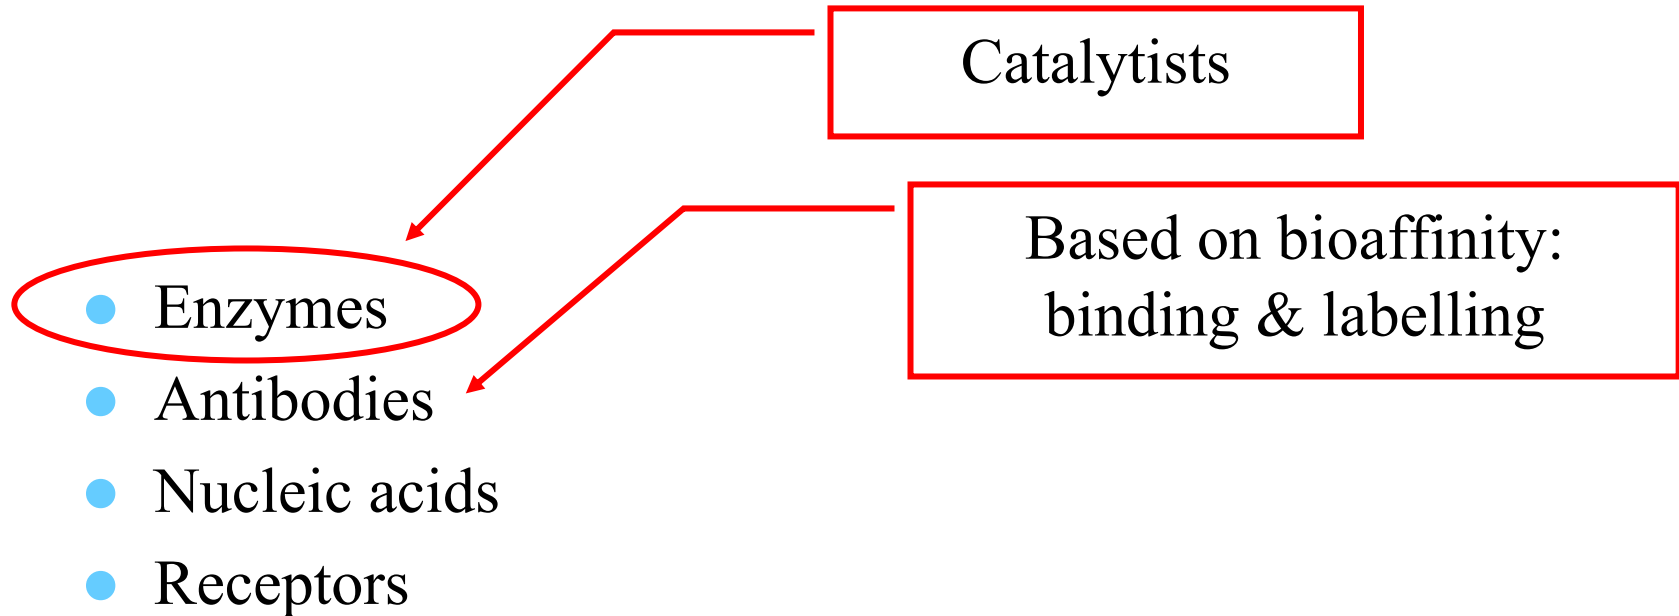 Catalytists
Based on bioaffinity:
binding & labelling
Enzymes
Antibodies
Nucleic acids
Receptors